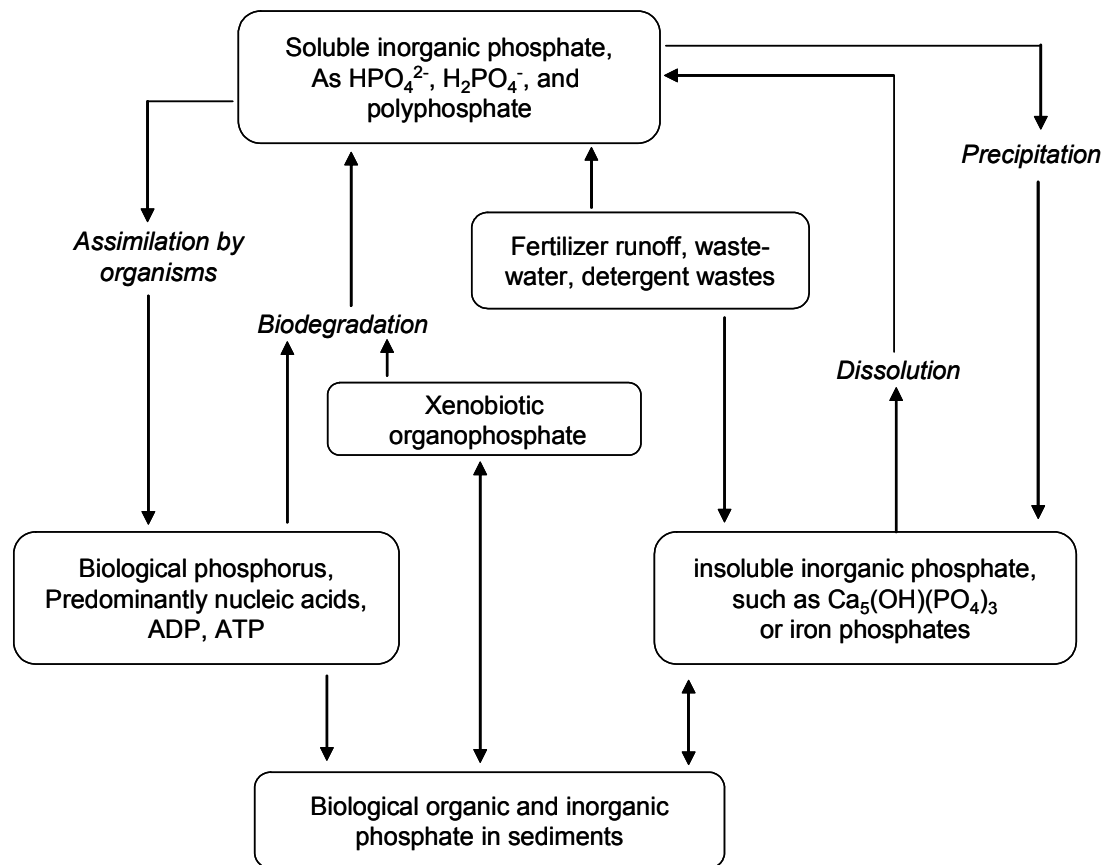 Soluble inorganic phosphate,
As HPO₄²⁻, H₂PO₄⁻, and
polyphosphate
Precipitation
Assimilation by
organisms
Fertilizer runoff, waste-
water, detergent wastes
Biodegradation
Dissolution
Xenobiotic
organophosphate
Biological phosphorus,
Predominantly nucleic acids,
ADP, ATP
insoluble inorganic phosphate,
such as Ca₅(OH)(PO₄)₃
or iron phosphates
Biological organic and inorganic
phosphate in sediments